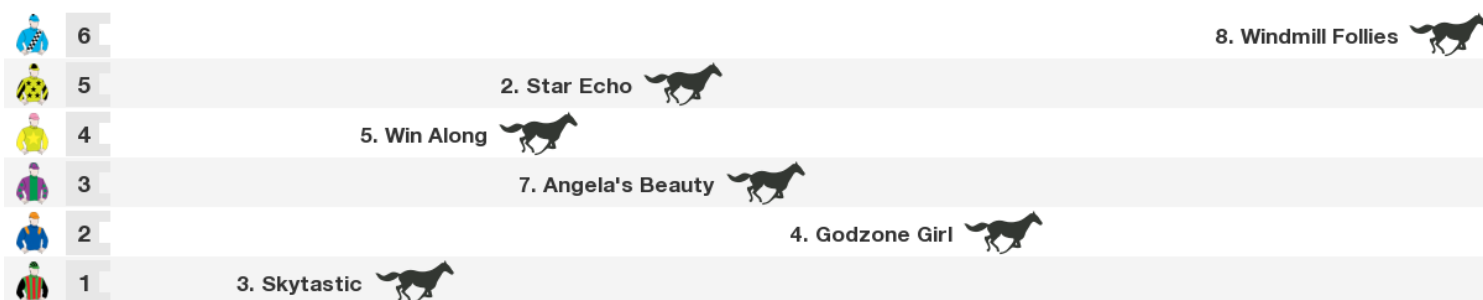 6 8. Windmill Follies
5 2. Star Echo
4 5. Win Along
3 7. Angela's Beauty
2 4. Godzone Girl
1 3. Skytastic